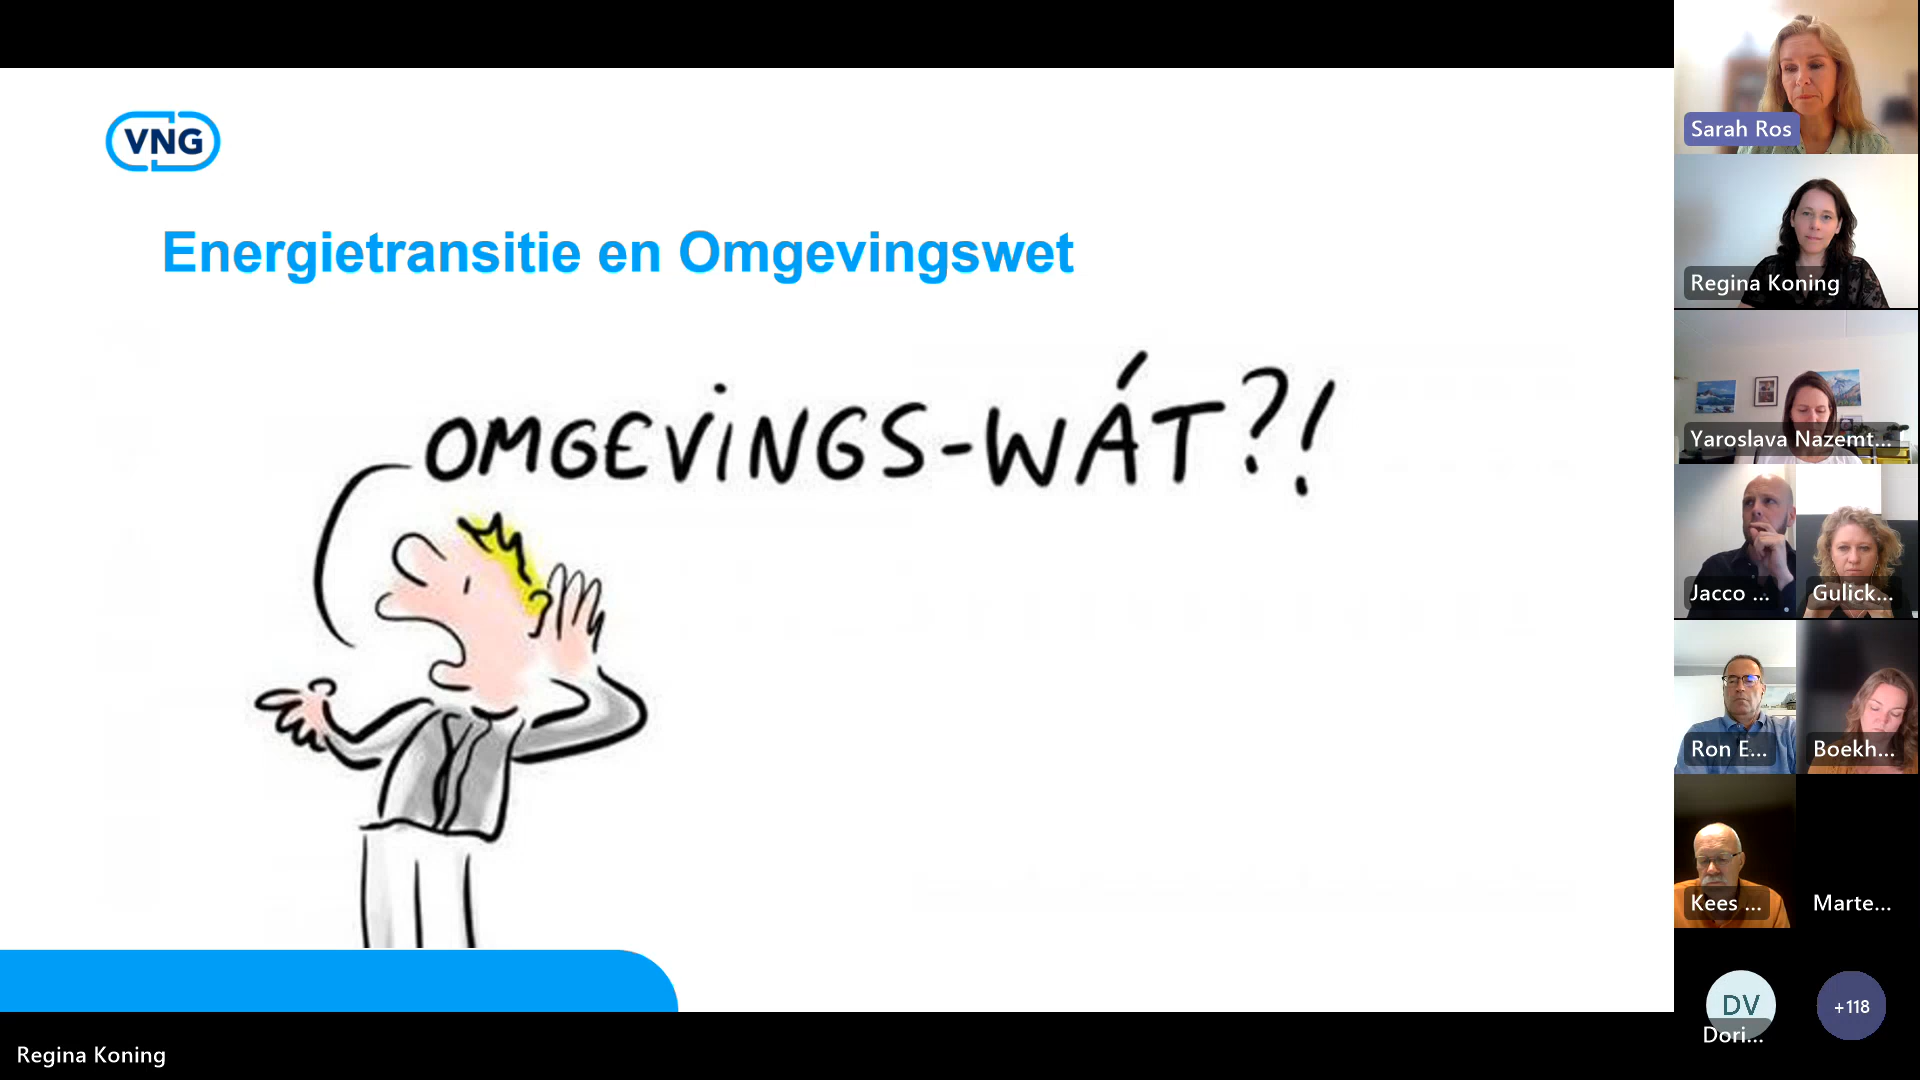 VNG
Energietransitie en Omgevingswet
OMGEVINGS-WÁT?!
Regina Koning
Sarah Ros
Regina Koning
Yaroslava Nazemt...
Jacco ...
Gulick...
Ron E...
Boekh...
Kees ...
Marte...
DV
Dori...
+118